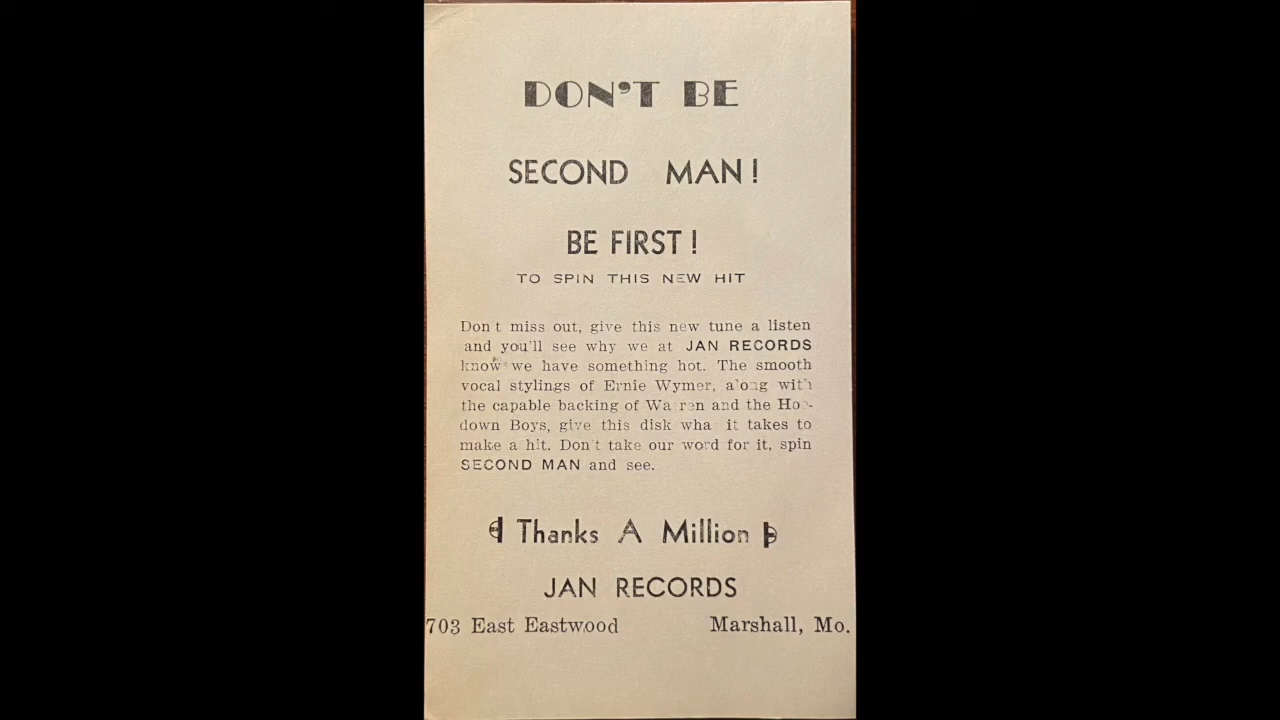 DON'T BE
SECOND MAN!
BE FIRST!
TO SPIN THIS NEW HIT
Don't miss out, give this new tune a listen
and you'll see why we at JAN RECORDS
know we have something hot. The smooth
vocal stylings of Ernie Wymer, along with
the capable backing of Warren and the Hoe-
down Boys, give this disk what it takes to
make a hit. Don't take our word for it, spin
SECOND MAN and see.
Thanks A Million
JAN RECORDS
703 East Eastwood Marshall, Mo.